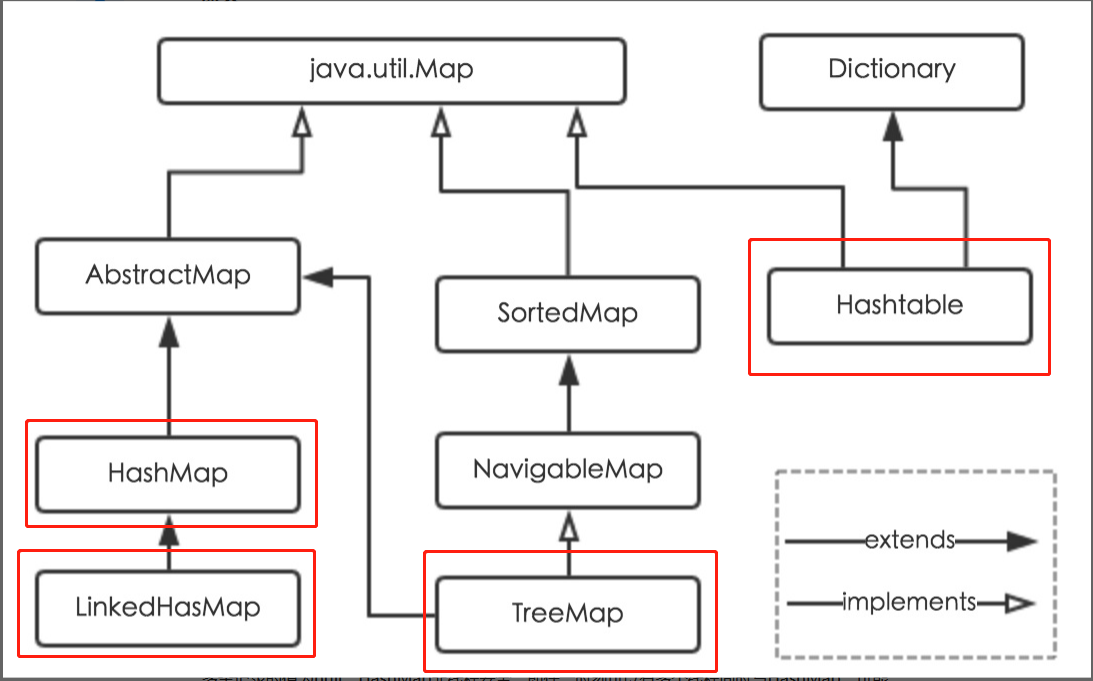 java.util.Map
Dictionary
AbstractMap
SortedMap
Hashtable
HashMap
NavigableMap
LinkedHasMap
TreeMap
extends
implements